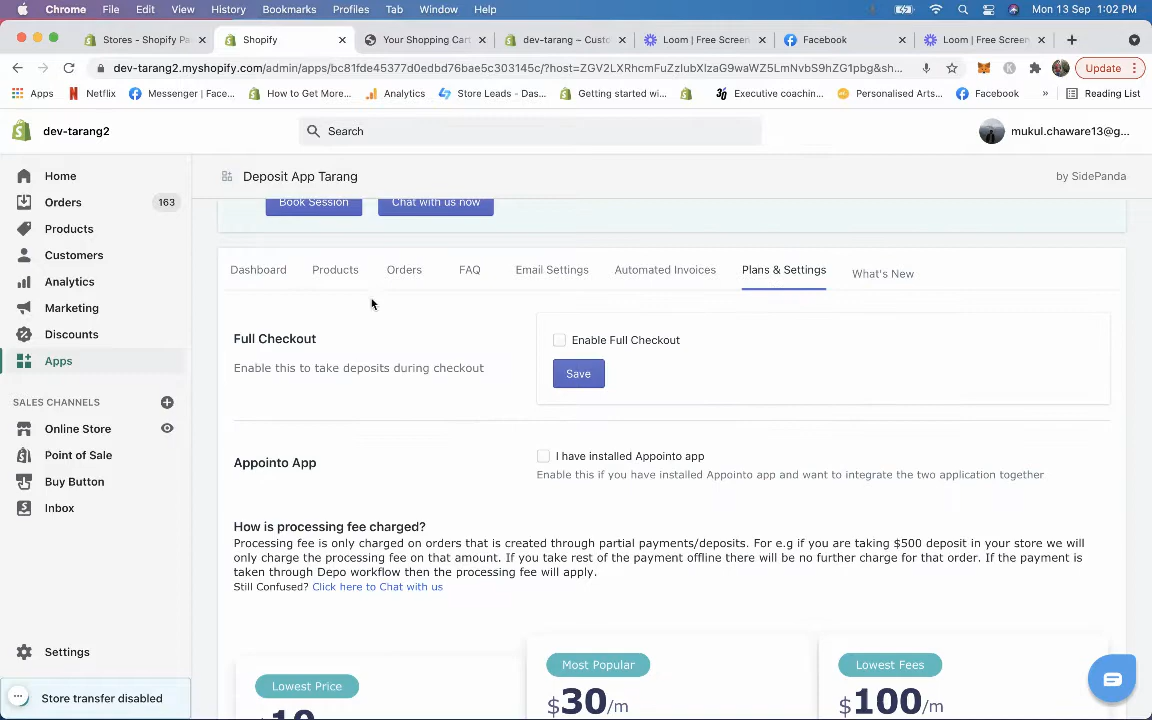 Chrome File Edit View History Bookmarks Profiles Tab Window Help Mon 13 Sep 1:02 PM
Stores - Shopify Pa Shopify Your Shopping Cart dev-tarang ~ Custo Loom | Free Screen Facebook Loom | Free Screen
dev-tarang2.myshopify.com/admin/apps/bc81fde45377d0edbd76bae5c303145c/?host=ZGV2LXRhcmFuZzIubXlzaG9waWZ5LmNvbS9hZG1pbg&sh... Update
Apps Netflix Messenger | Face... How to Get More... Analytics Store Leads - Das... Getting started wi... Executive coachin... Personalised Arts... Facebook » Reading List
dev-tarang2 Search mukul.chaware13@g...
Home
Orders 163
Products
Customers
Analytics
Marketing
Discounts
Apps
SALES CHANNELS
Online Store
Point of Sale
Buy Button
Inbox
Settings
Store transfer disabled
Deposit App Tarang by SidePanda
Book Session Chat with us now
Dashboard Products Orders FAQ Email Settings Automated Invoices Plans & Settings What's New
Full Checkout
Enable this to take deposits during checkout
Enable Full Checkout
Save
Appointo App
I have installed Appointo app
Enable this if you have installed Appointo app and want to integrate the two application together
How is processing fee charged?
Processing fee is only charged on orders that is created through partial payments/deposits. For e.g if you are taking $500 deposit in your store we will
only charge the processing fee on that amount. If you take rest of the payment offline there will be no further charge for that order. If the payment is
taken through Depo workflow then the processing fee will apply.
Still Confused? Click here to Chat with us
Lowest Price
Most Popular
$30/m
Lowest Fees
$100/m